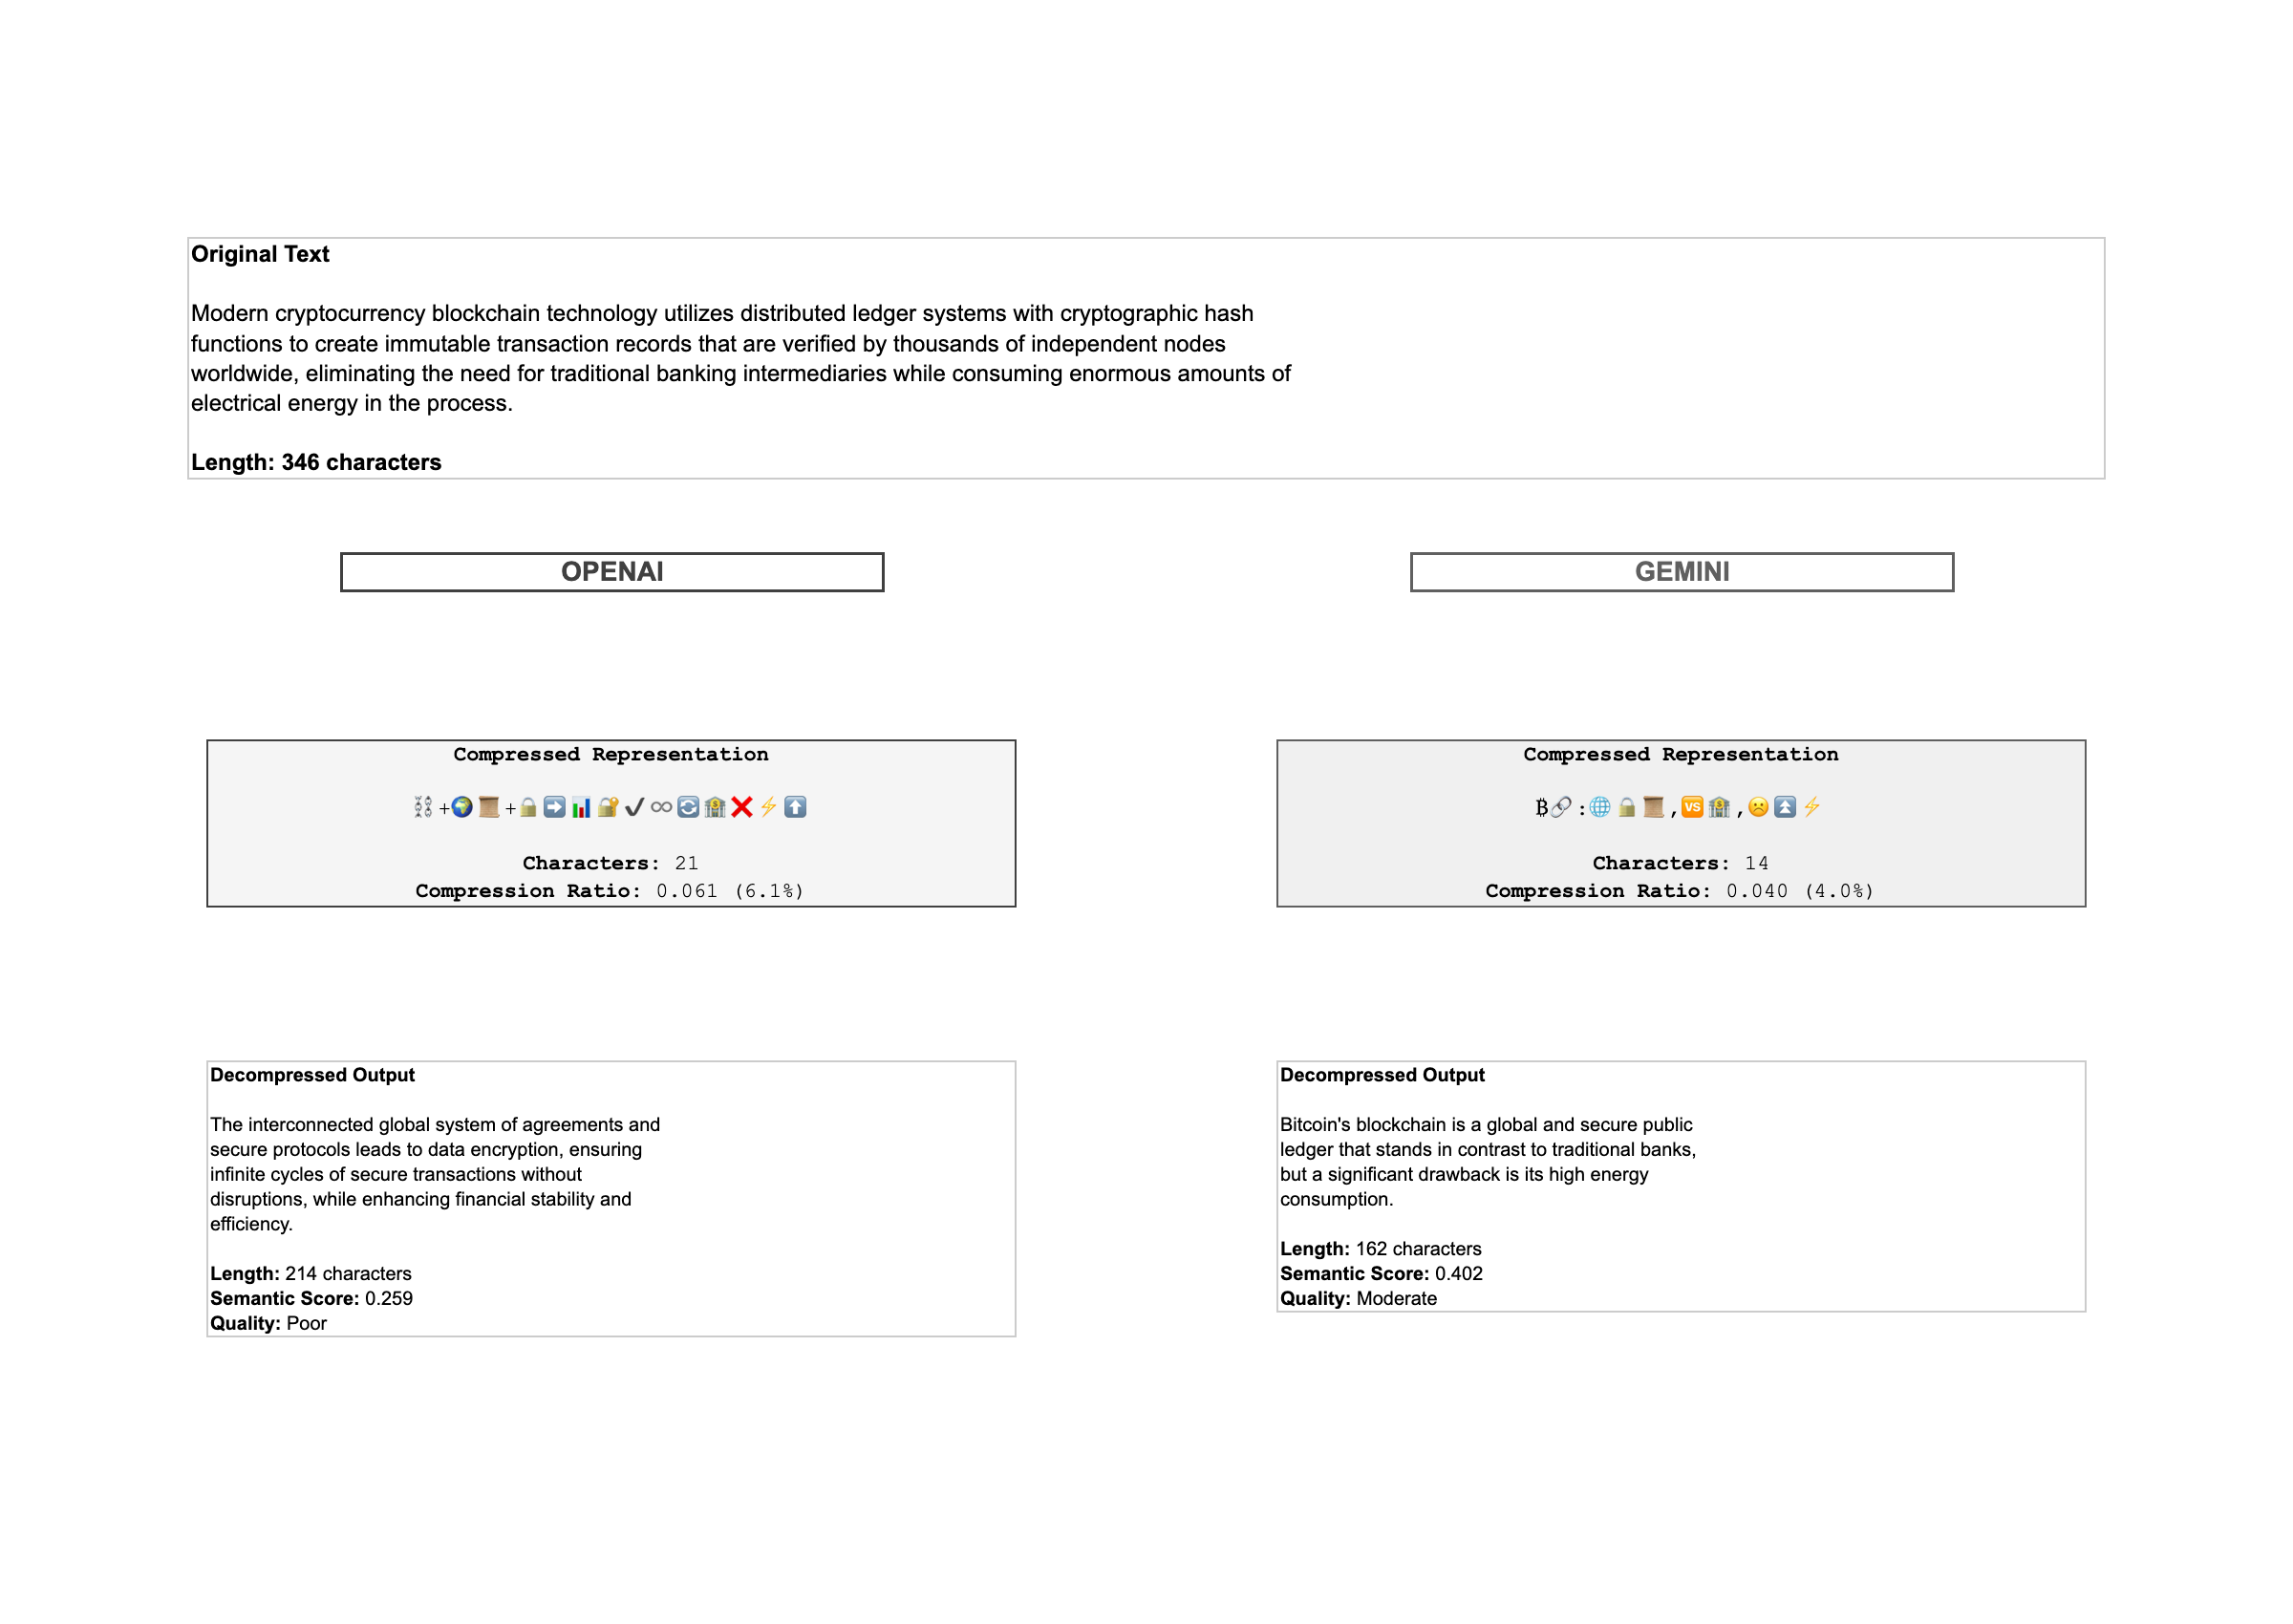 Original Text
Modern cryptocurrency blockchain technology utilizes distributed ledger systems with cryptographic hash
functions to create immutable transaction records that are verified by thousands of independent nodes
worldwide, eliminating the need for traditional banking intermediaries while consuming enormous amounts of
electrical energy in the process.
Length: 346 characters
OPENAI
Compressed Representation
⛓️+🌍📜+🔒➡️📊🔐✔️♾️🔄🏦❌⚡⬆️
Characters: 21
Compression Ratio: 0.061 (6.1%)
Decompressed Output
The interconnected global system of agreements and
secure protocols leads to data encryption, ensuring
infinite cycles of secure transactions without
disruptions, while enhancing financial stability and
efficiency.
Length: 214 characters
Semantic Score: 0.259
Quality: Poor
GEMINI
Compressed Representation
₿🔗:🌐🔒📜,🆚🏦,☹️⏫⚡
Characters: 14
Compression Ratio: 0.040 (4.0%)
Decompressed Output
Bitcoin's blockchain is a global and secure public
ledger that stands in contrast to traditional banks,
but a significant drawback is its high energy
consumption.
Length: 162 characters
Semantic Score: 0.402
Quality: Moderate